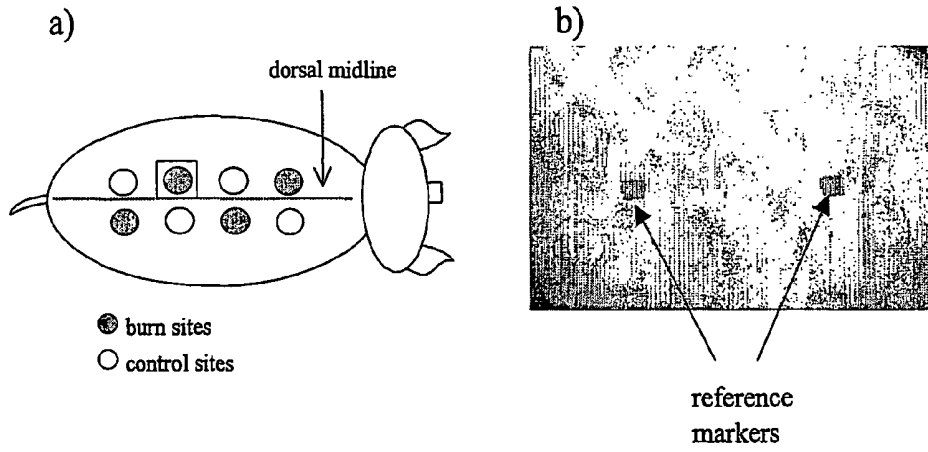 a)
dorsal midline
burn sites
control sites
b)
reference
markers